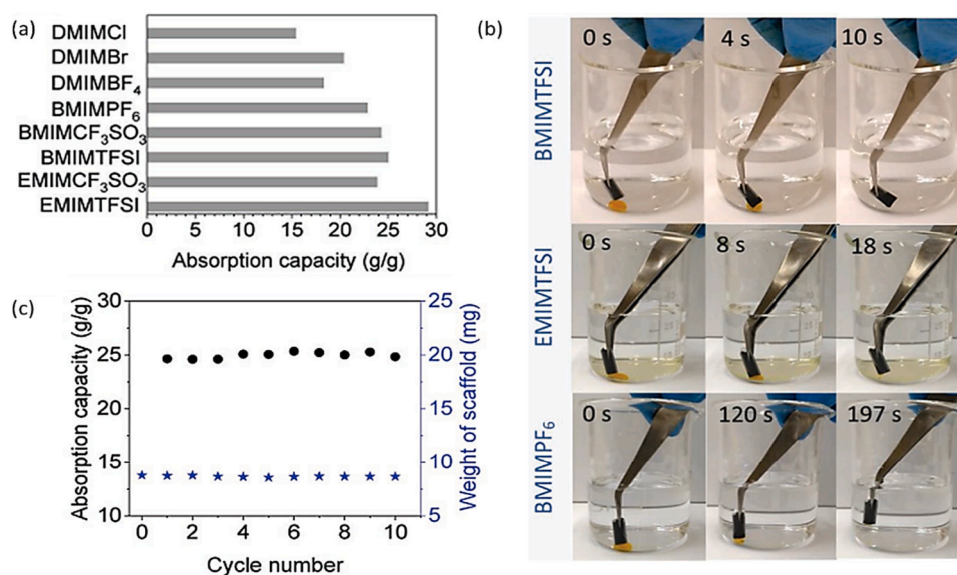 (a)
DMIMCl
DMIMBr
DMIMBF₄
BMIMPF₆
BMIMCF₃SO₃
BMIMTFSI
EMIMCF₃SO₃
EMIMTFSI
0 5 10 15 20 25 30
Absorption capacity (g/g)
(b)
BMIMTFSI
0 s 4 s 10 s
EMIMTFSI
0 s 8 s 18 s
BMIMPF₆
0 s 120 s 197 s
(c)
Absorption capacity (g/g)
30
25
20
15
10
25
20
15
10
5
Weight of scaffold (mg)
0 2 4 6 8 10
Cycle number